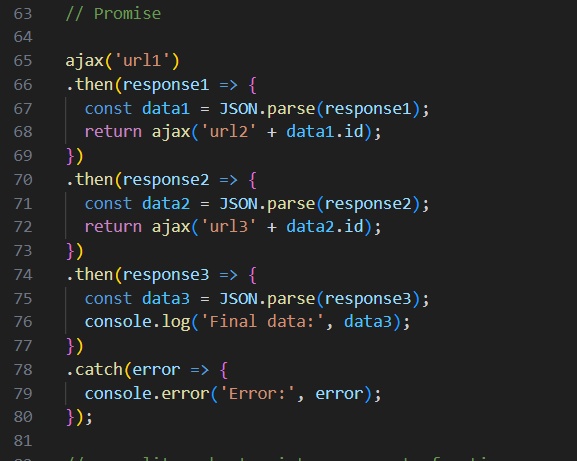 63 // Promise
64
65 ajax('url1')
66 .then(response1 => {
67   const data1 = JSON.parse(response1);
68   return ajax('url2' + data1.id);
69 })
70 .then(response2 => {
71   const data2 = JSON.parse(response2);
72   return ajax('url3' + data2.id);
73 })
74 .then(response3 => {
75   const data3 = JSON.parse(response3);
76   console.log('Final data:', data3);
77 })
78 .catch(error => {
79   console.error('Error:', error);
80 });
81